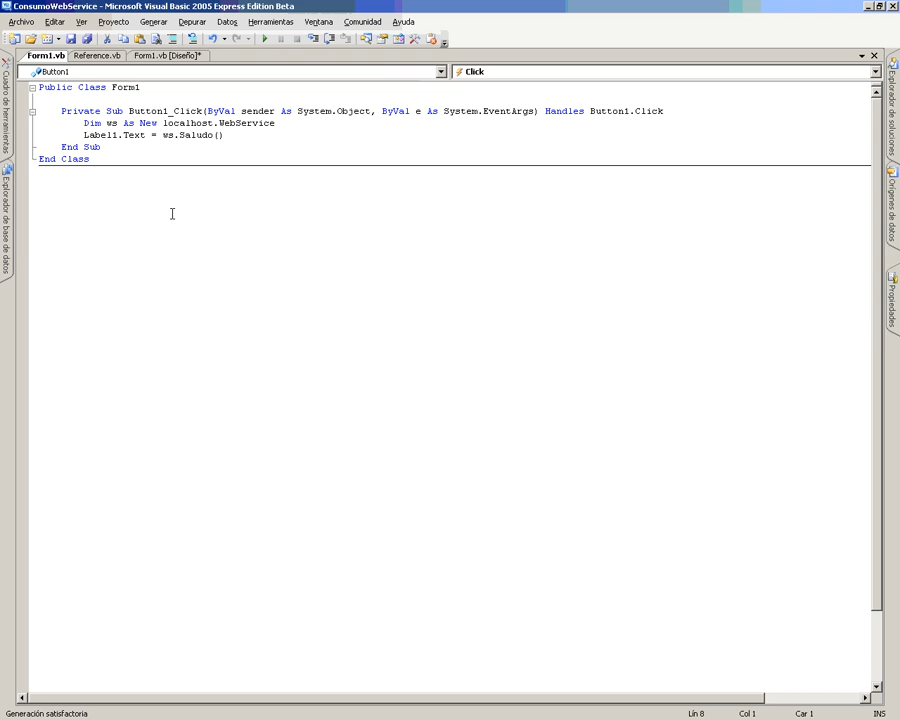 ConsumoWebService - Microsoft Visual Basic 2005 Express Edition Beta
Archivo Editar Ver Proyecto Generar Depurar Datos Herramientas Ventana Comunidad Ayuda
Form1.vb Reference.vb Form1.vb [Diseño]*
Button1 Click
Public Class Form1
Private Sub Button1_Click(ByVal sender As System.Object, ByVal e As System.EventArgs) Handles Button1.Click
Dim ws As New localhost.WebService
Label1.Text = ws.Saludo()
End Sub
End Class
Cuadro de herramientas
Explorador de base de datos
Explorador de soluciones
Orígenes de datos
Propiedades
Generación satisfactoria Lín 8 Col 1 Car 1 INS